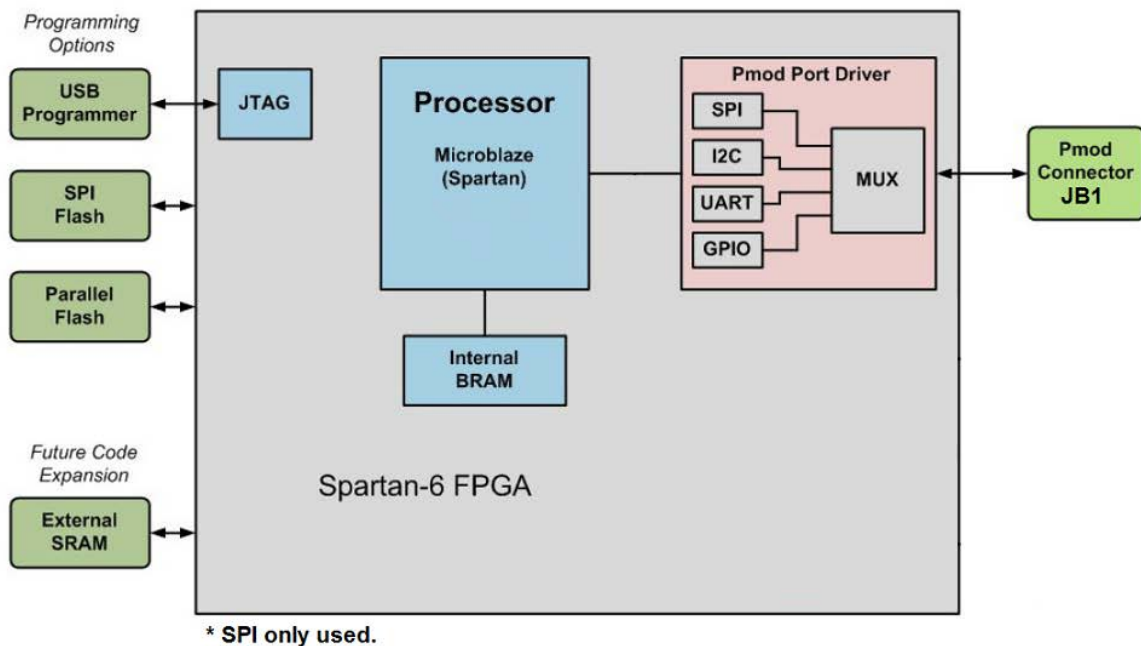 Programming
Options
USB
Programmer
SPI
Flash
Parallel
Flash
Future Code
Expansion
External
SRAM
JTAG
Processor
Microblaze
(Spartan)
Internal
BRAM
Spartan-6 FPGA
Pmod Port Driver
SPI
I2C
UART
GPIO
MUX
Pmod
Connector
JB1
* SPI only used.